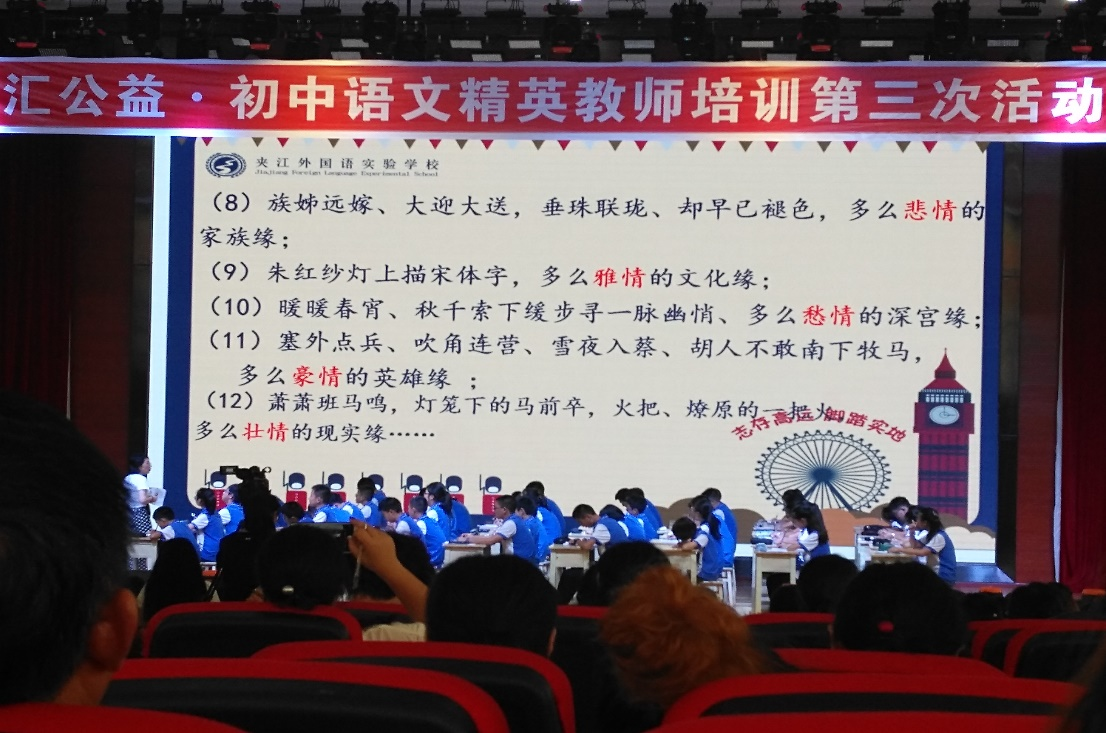 汇公益·初中语文精英教师培训第三次活动
夹江外国语实验学校
Jiajiang Foreign Language Experimental School
（8）族姊远嫁、大迎大送，垂珠联珑、却早已褪色，多么悲情的
家族缘；
（9）朱红纱灯上描宋体字，多么雅情的文化缘；
（10）暖暖春宵、秋千索下缓步寻一脉幽悄、多么愁情的深宫缘；
（11）塞外点兵、吹角连营、雪夜入蔡、胡人不敢南下牧马，
多么豪情的英雄缘 ；
（12）萧萧班马鸣，灯笼下的马前卒，火把、燎原的一把火，
多么壮情的现实缘……
志存高远 脚踏实地